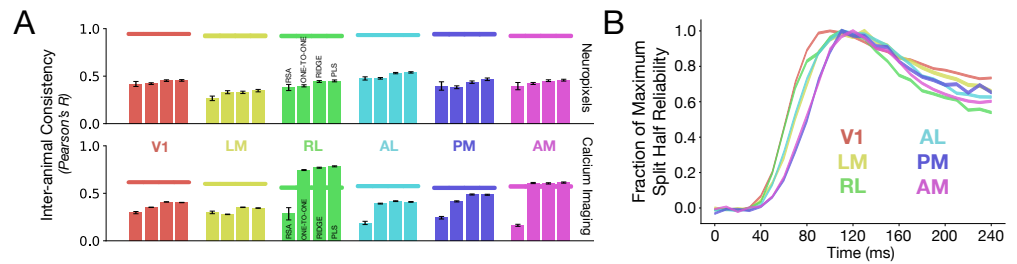 A
Inter-animal Consistency
(Pearson's R)
1.0
0.5
0.0
RSA
ONE-TO-ONE
RIDGE
PLS
Neuropixels
1.0
0.5
0.0
V1
LM
RL
AL
PM
AM
RSA
ONE-TO-ONE
RIDGE
PLS
Calcium Imaging
B
Fraction of Maximum
Split Half Reliability
1.0
0.8
0.6
0.4
0.2
0.0
V1 AL
LM PM
RL AM
0 40 80 120 160 200 240
Time (ms)